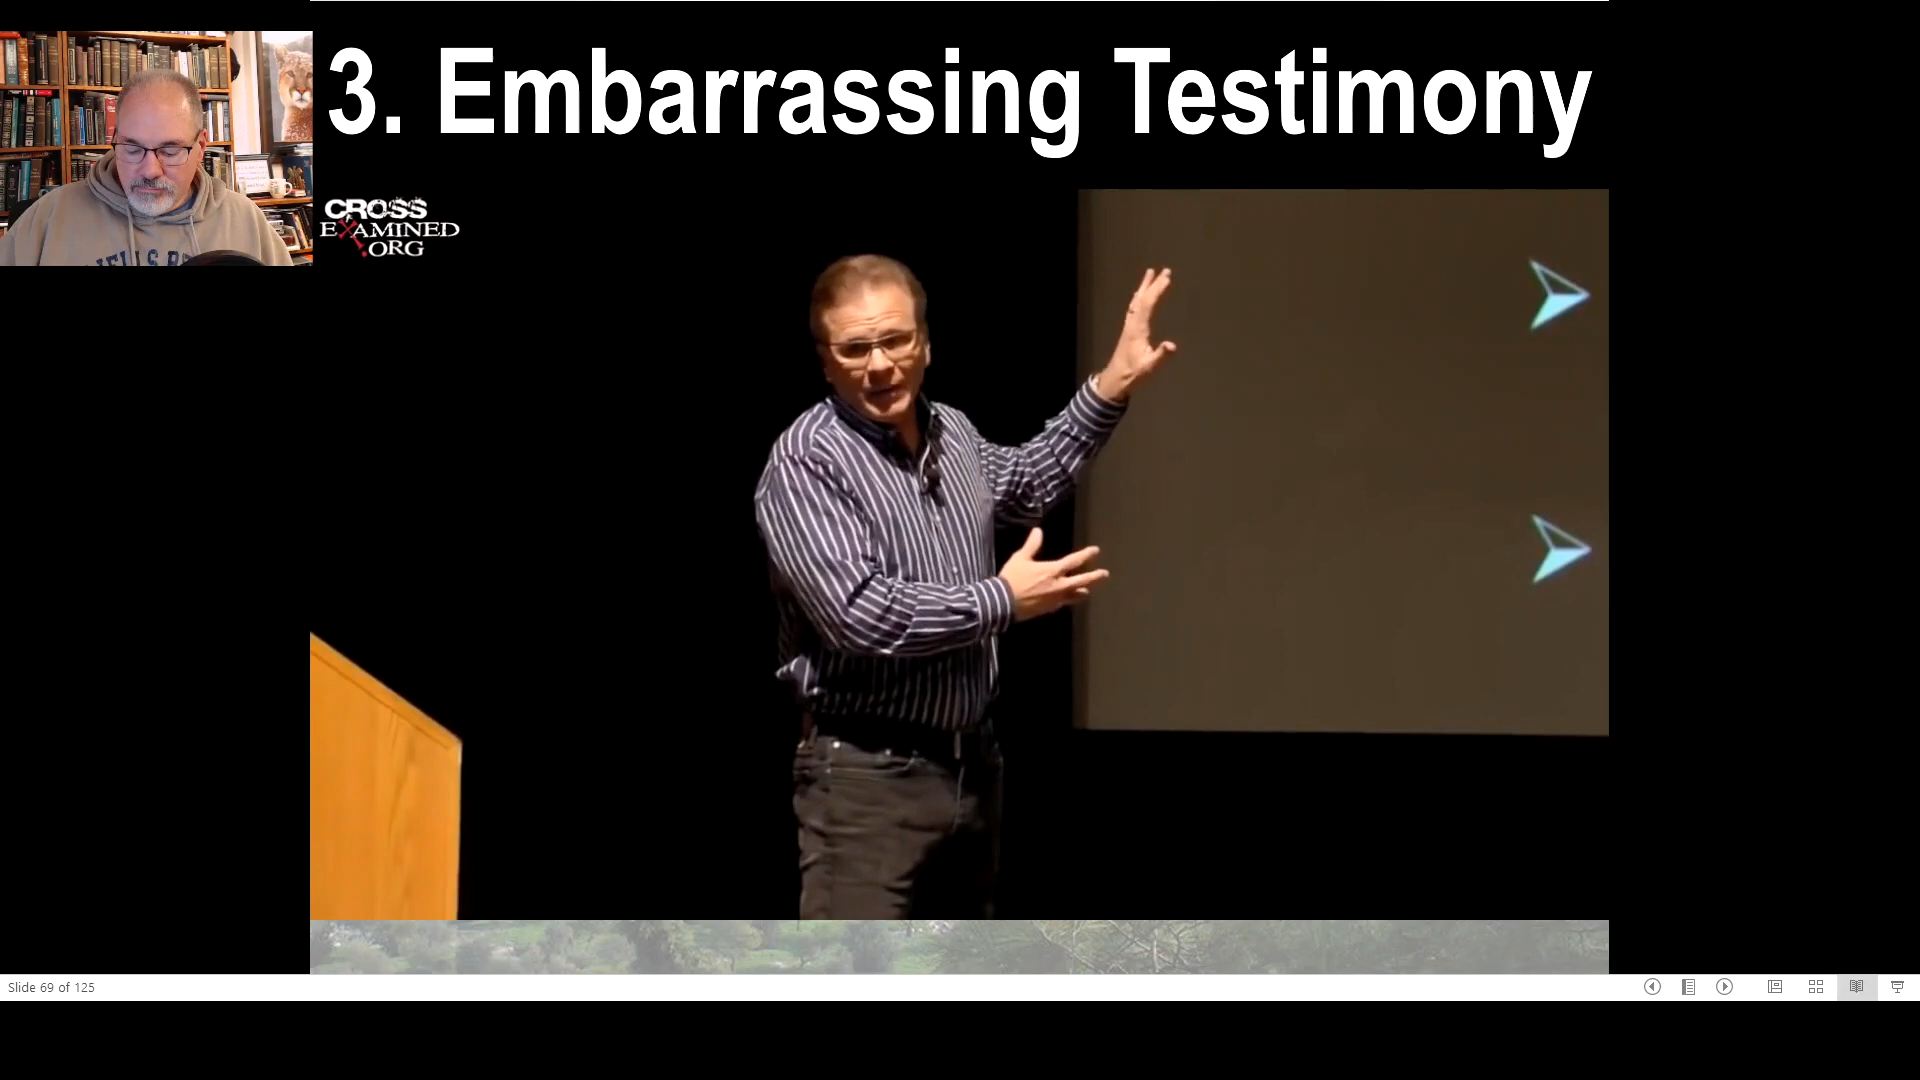 3. Embarrassing Testimony
CROSS
EXAMINED
.ORG
Slide 69 of 125